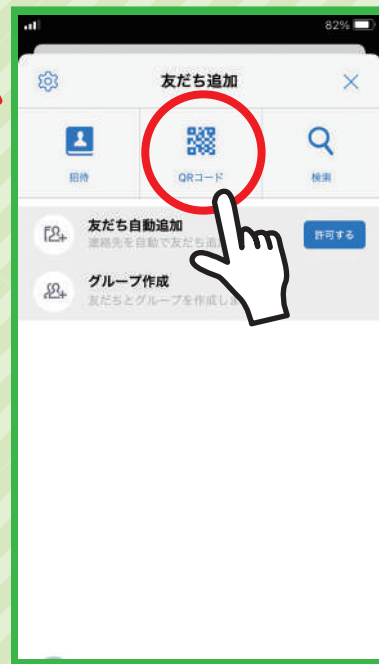 82%
友だち追加
招待 QRコード 検索
友だち自動追加
連絡先を自動で友だち追
許可する
グループ作成
友だちとグループを作成し